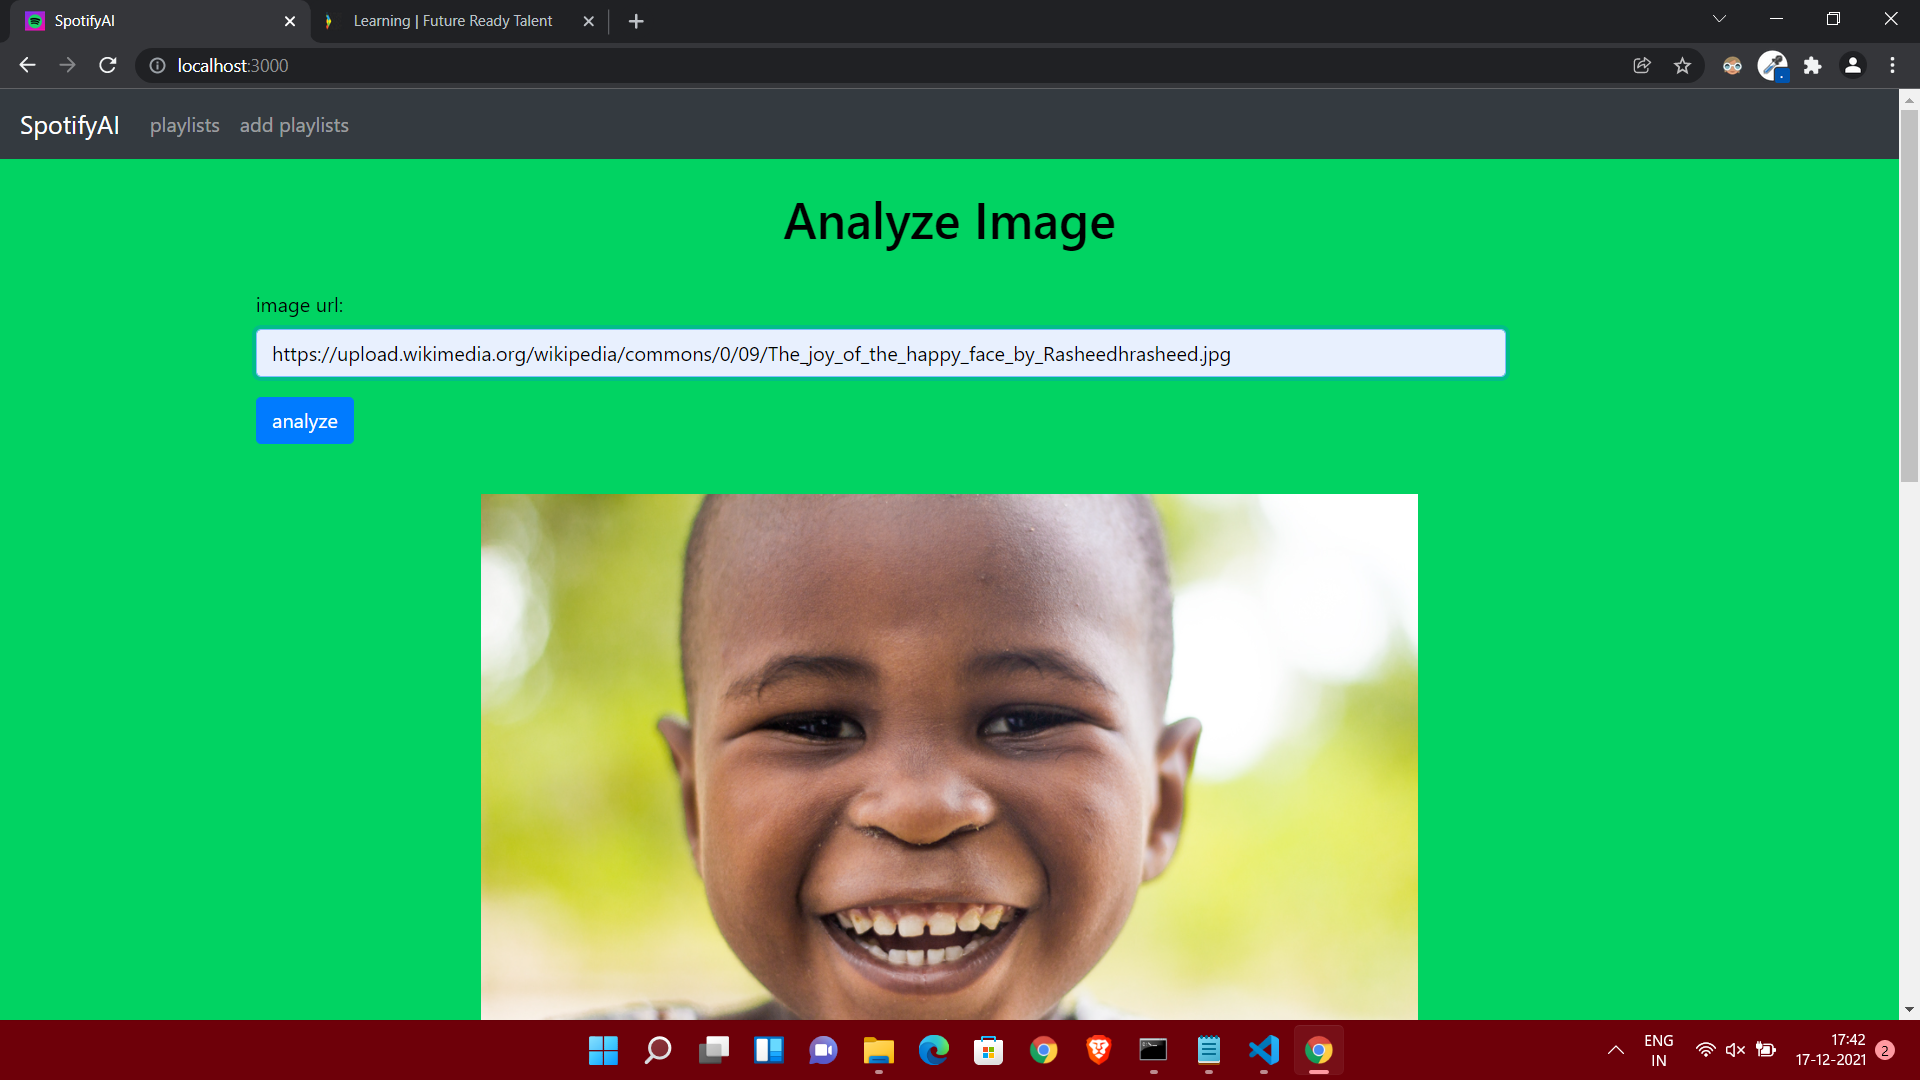 SpotifyAI
Learning | Future Ready Talent
localhost:3000
SpotifyAI playlists add playlists
Analyze Image
image url:
https://upload.wikimedia.org/wikipedia/commons/0/09/The_joy_of_the_happy_face_by_Rasheedhrasheed.jpg
analyze
ENG
IN
17:42
17-12-2021
2